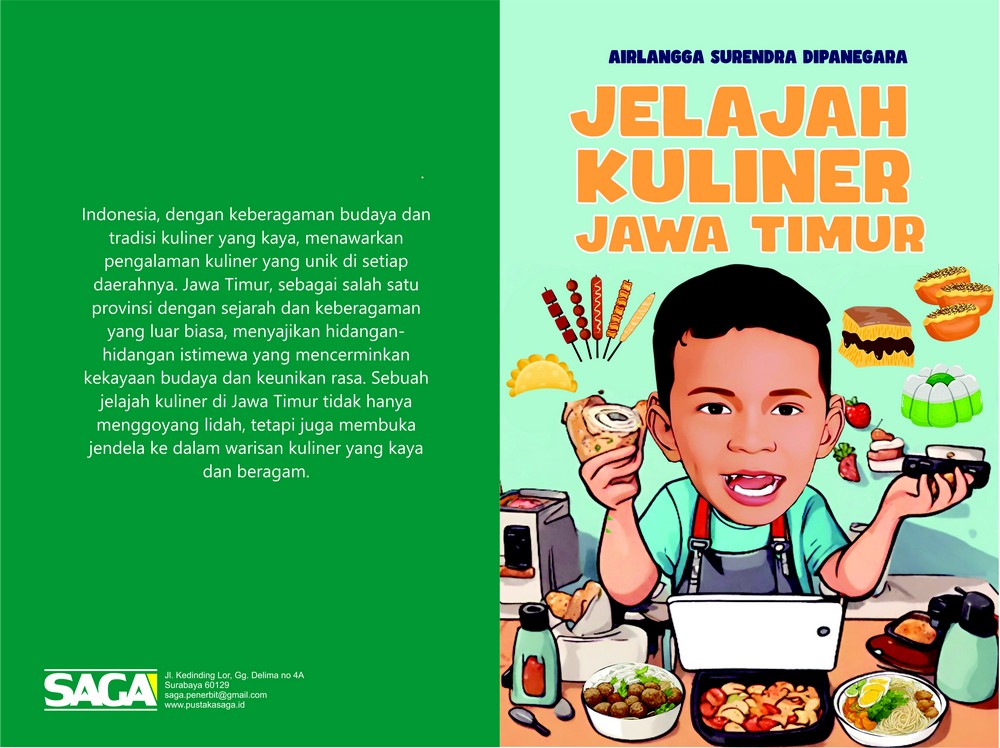 Indonesia, dengan keberagaman budaya dan
tradisi kuliner yang kaya, menawarkan
pengalaman kuliner yang unik di setiap
daerahnya. Jawa Timur, sebagai salah satu
provinsi dengan sejarah dan keberagaman
yang luar biasa, menyajikan hidangan-
hidangan istimewa yang mencerminkan
kekayaan budaya dan keunikan rasa. Sebuah
jelajah kuliner di Jawa Timur tidak hanya
menggoyang lidah, tetapi juga membuka
jendela ke dalam warisan kuliner yang kaya
dan beragam.
SAGA
Jl. Kedinding Lor, Gg. Delima no 4A
Surabaya 60129
saga.penerbit@gmail.com
www.pustakasaga.id
AIRLANGGA SURENDRA DIPANEGARA
JELAJAH
KULINER
JAWA TIMUR